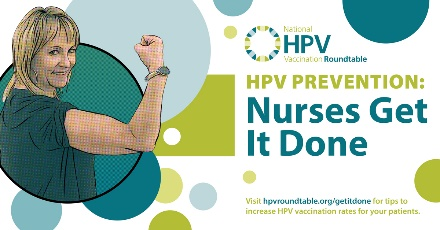 National
HPV
Vaccination Roundtable
HPV PREVENTION:
Nurses Get
It Done
Visit hpvroundtable.org/getitdone for tips to
increase HPV vaccination rates for your patients.